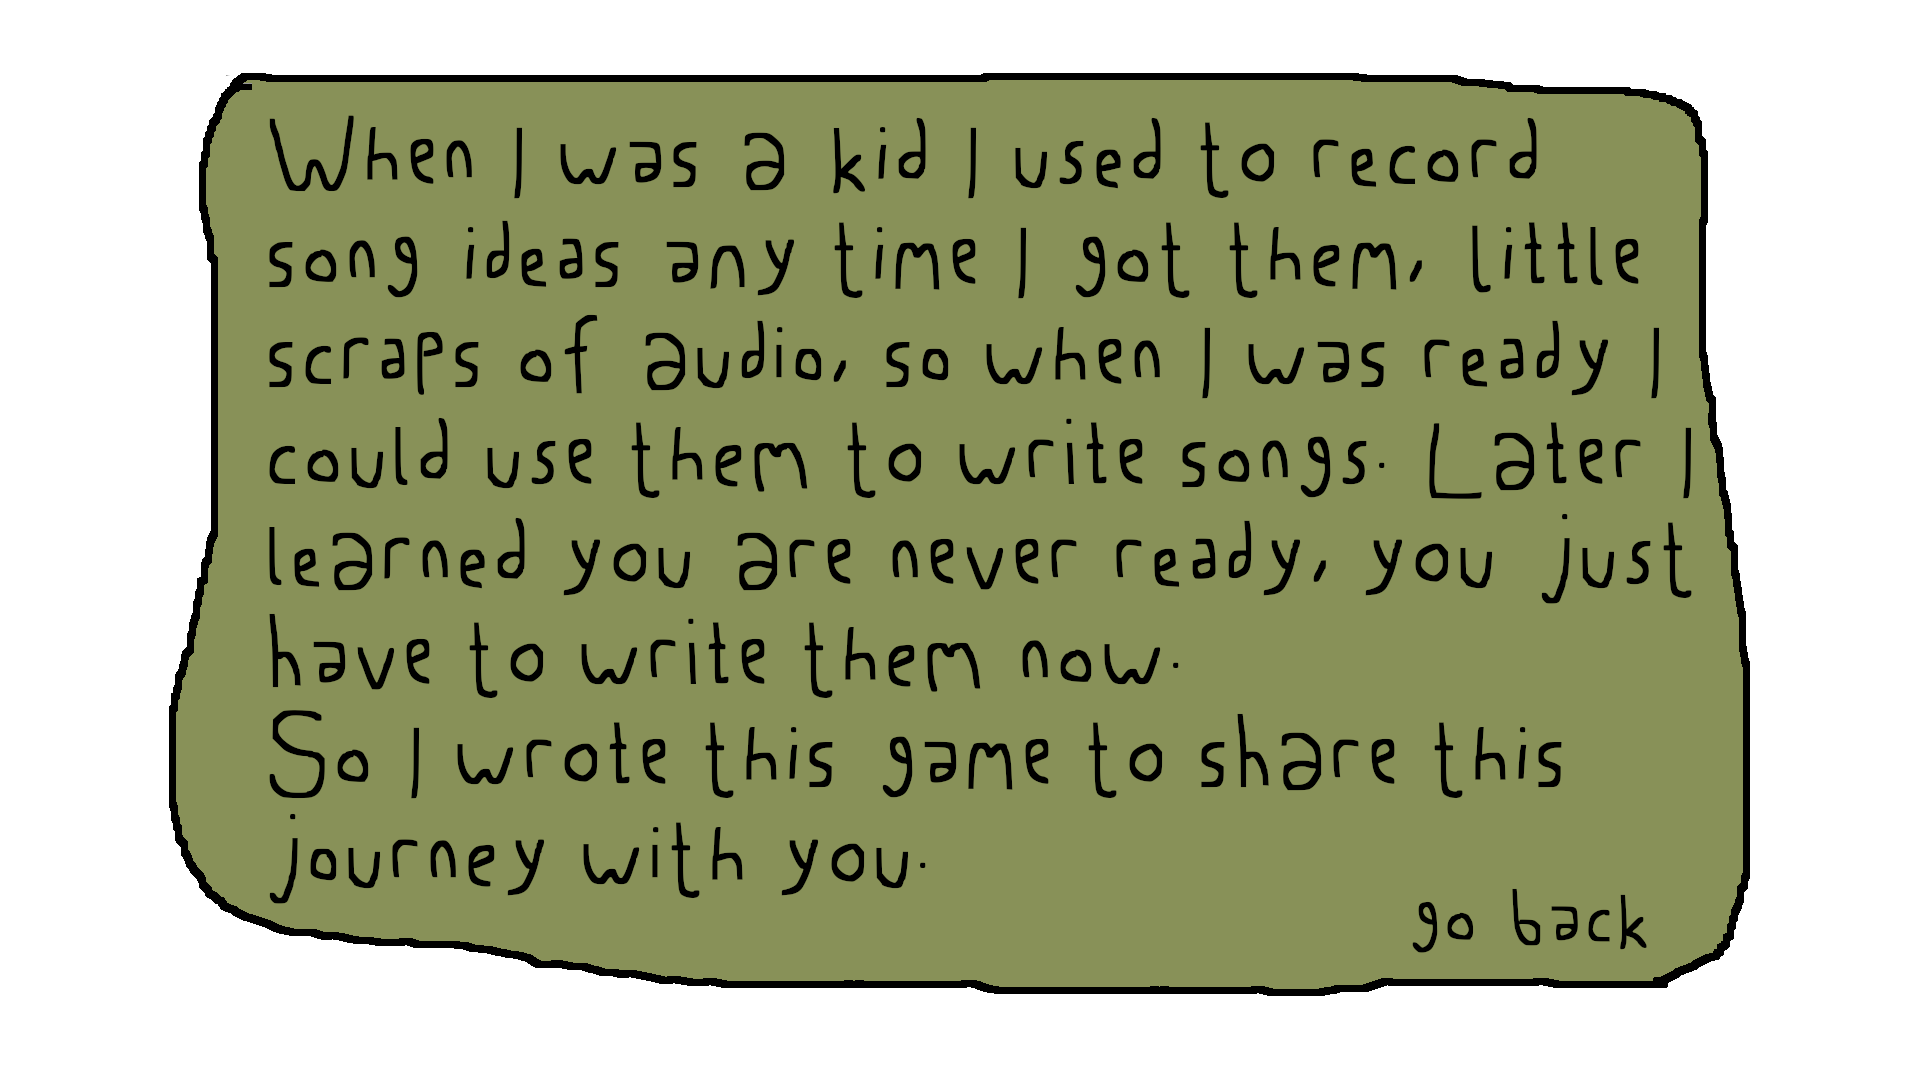 When I was a kid I used to record
song ideas any time I got them, little
scraps of audio, so when I was ready I
could use them to write songs. Later I
learned you are never ready, you just
have to write them now.
So I wrote this game to share this
journey with you.
go back